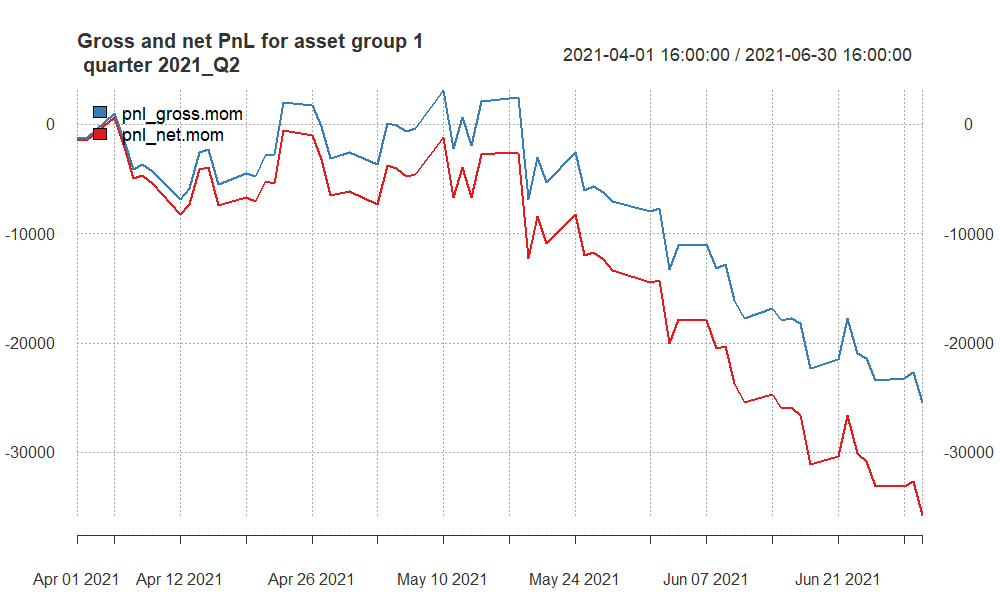 Gross and net PnL for asset group 1
quarter 2021_Q2
2021-04-01 16:00:00 / 2021-06-30 16:00:00
pnl_gross.mom
pnl_net.mom
0
0
-10000
-10000
-20000
-20000
-30000
-30000
Apr 01 2021 Apr 12 2021 Apr 26 2021 May 10 2021 May 24 2021 Jun 07 2021 Jun 21 2021